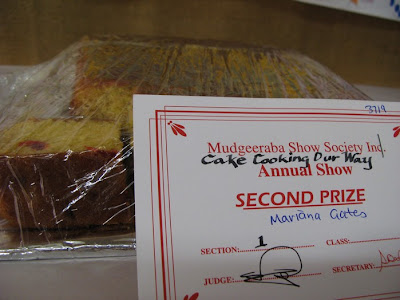 3719
Mudgeeraba Show Society Inc.
Cake Cooking Our Way
Annual Show
SECOND PRIZE
Mariana Gates
SECTION: 1 CLASS:
JUDGE: SECRETARY: